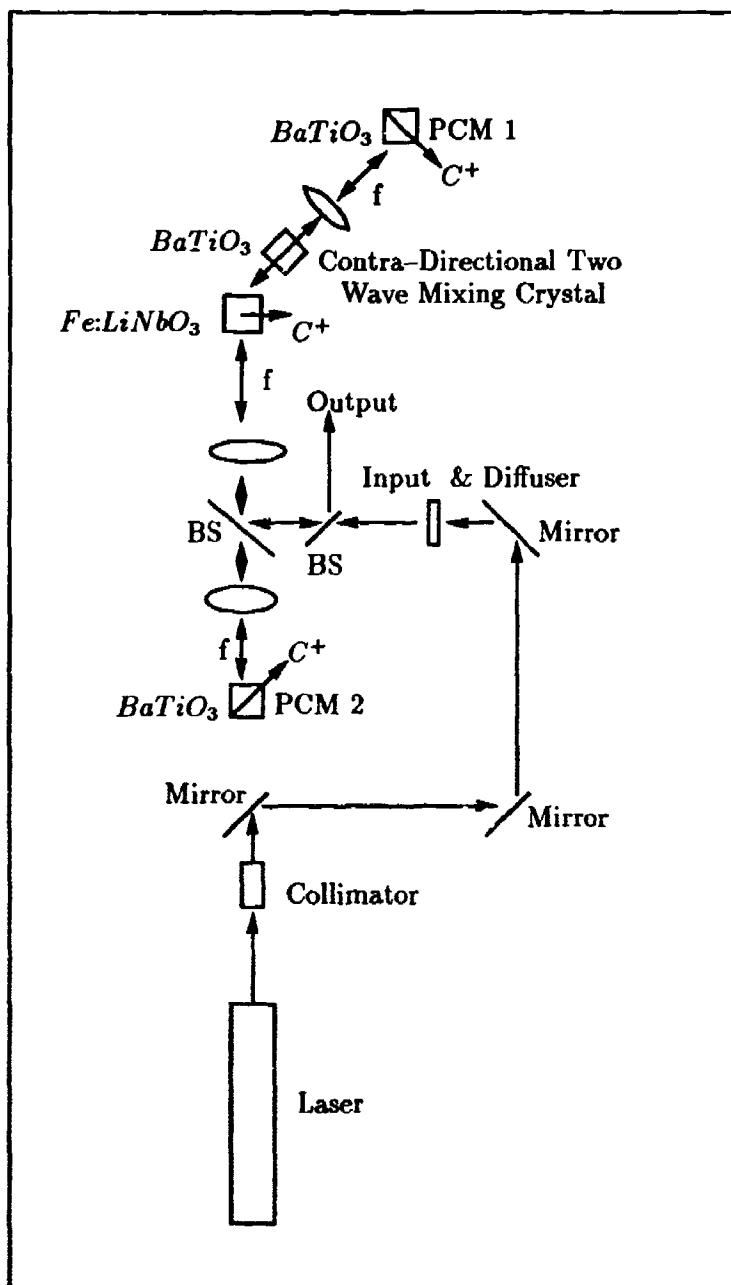 BaTiO₃ PCM 1
C⁺
f
BaTiO₃
Contra–Directional Two
Wave Mixing Crystal
Fe:LiNbO₃
C⁺
f
Output
Input & Diffuser
BS
BS
Mirror
f
C⁺
BaTiO₃ PCM 2
Mirror
Mirror
Collimator
Laser